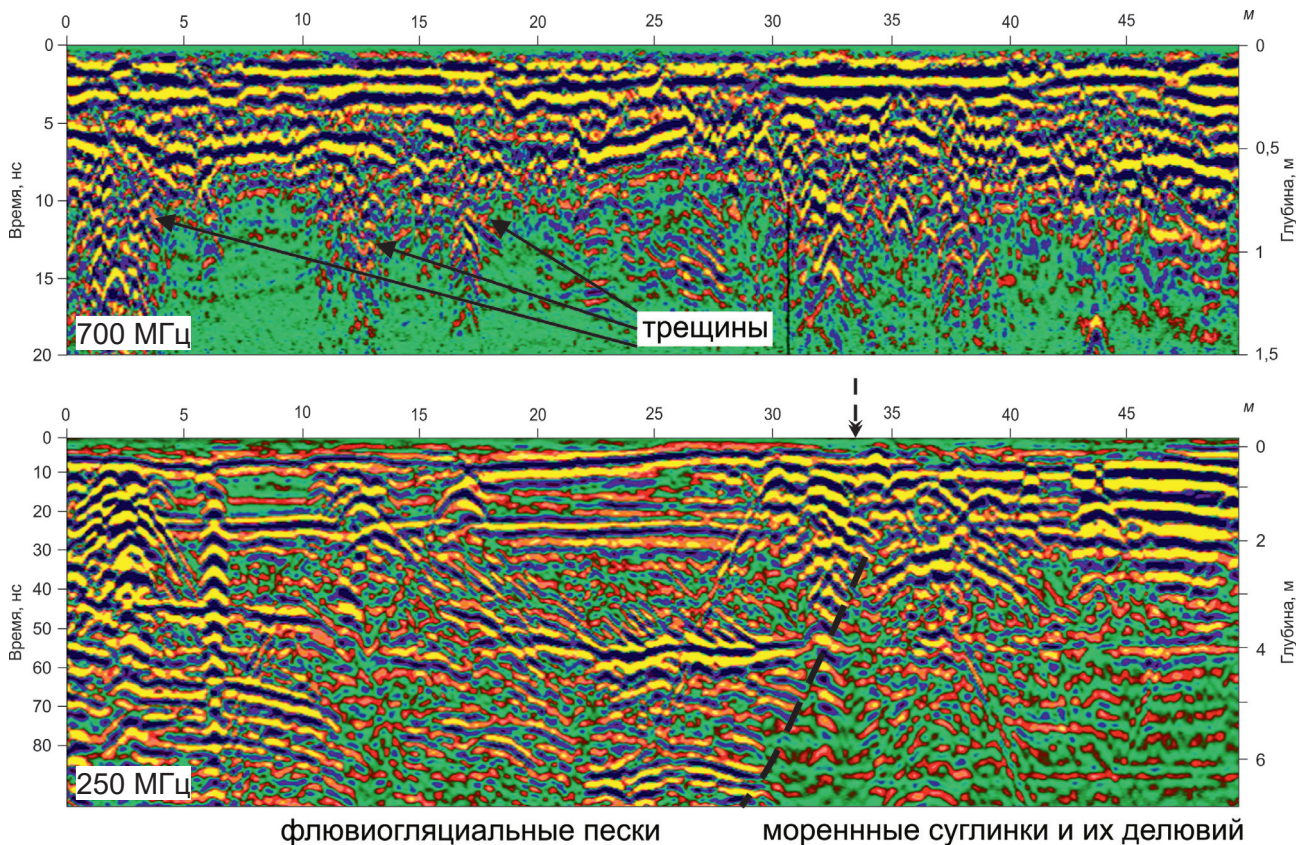 0 5 10 15 20 25 30 35 40 45 м
0 0
5
0,5
10
1
15
20 1,5
Время, нс
Глубина, м
700 МГц
трещины
0 5 10 15 20 25 30 35 40 45 м
0 0
10
20
2
30
40
50
4
60
70
80
6
Время, нс
Глубина, м
250 МГц
флювиогляциальные пески
мореннные суглинки и их делювий